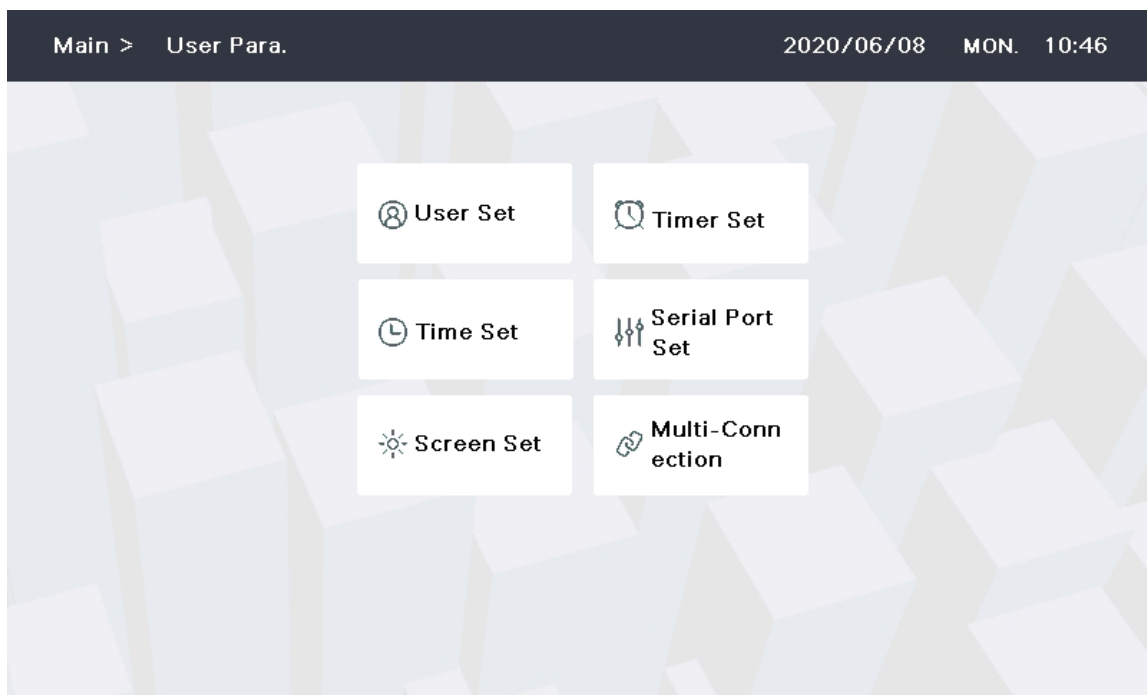 Main > User Para. 2020/06/08 MON. 10:46
User Set
Timer Set
Time Set
Serial Port
Set
Screen Set
Multi-Conn
ection